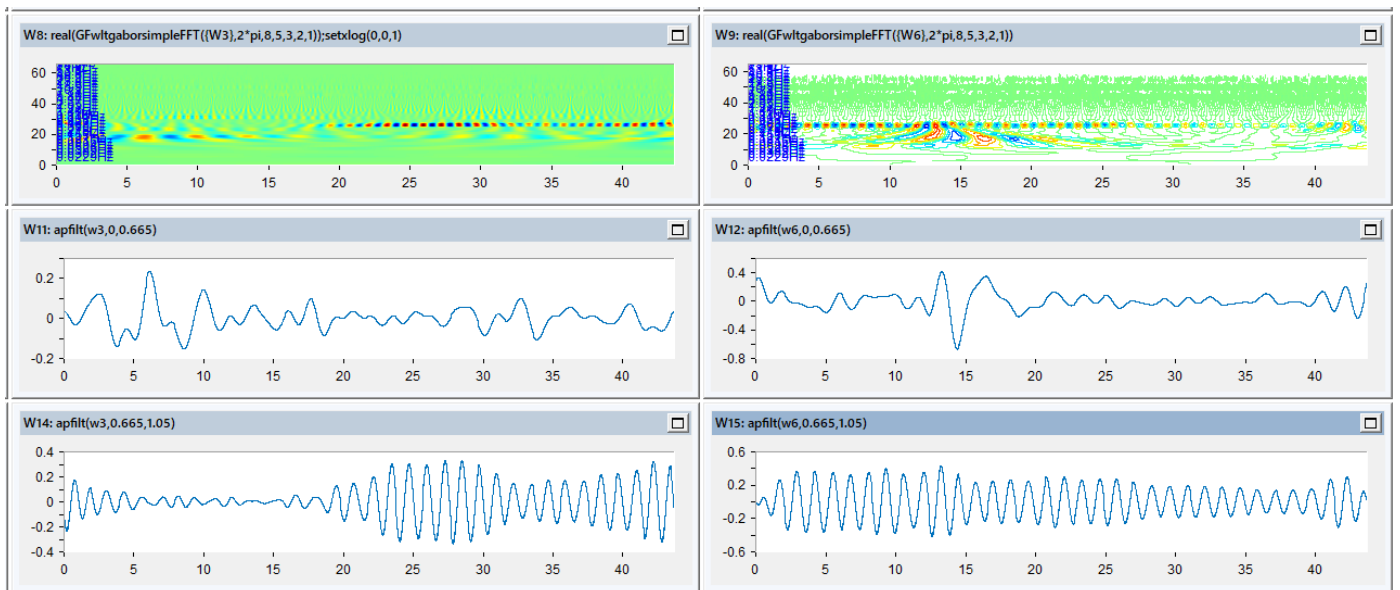 W8: real(GFwltgaborsimpleFFT({W3},2*pi,8,5,3,2,1));setxlog(0,0,1)
60
40
20
0
0 5 10 15 20 25 30 35 40
W9: real(GFwltgaborsimpleFFT({W6},2*pi,8,5,3,2,1))
60
40
20
0
0 5 10 15 20 25 30 35 40
W11: apfilt(w3,0,0.665)
0.2
0
-0.2
0 5 10 15 20 25 30 35 40
W12: apfilt(w6,0,0.665)
0.4
0
-0.4
-0.8
0 5 10 15 20 25 30 35 40
W14: apfilt(w3,0.665,1.05)
0.4
0.2
0
-0.2
-0.4
0 5 10 15 20 25 30 35 40
W15: apfilt(w6,0.665,1.05)
0.6
0.2
-0.2
-0.6
0 5 10 15 20 25 30 35 40